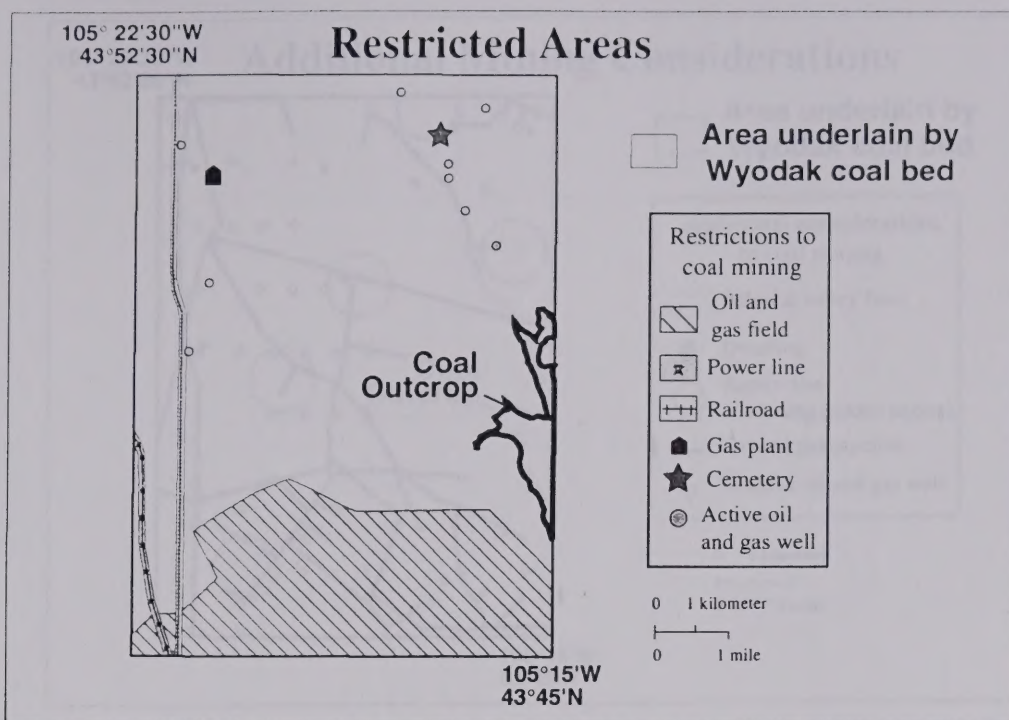 105° 22'30"W
43°52'30"N
Restricted Areas
Area underlain by
Wyodak coal bed
Restrictions to
coal mining
Oil and
gas field
Power line
Railroad
Gas plant
Cemetery
Active oil
and gas well
Coal
Outcrop
0 1 kilometer
0 1 mile
105°15'W
43°45'N